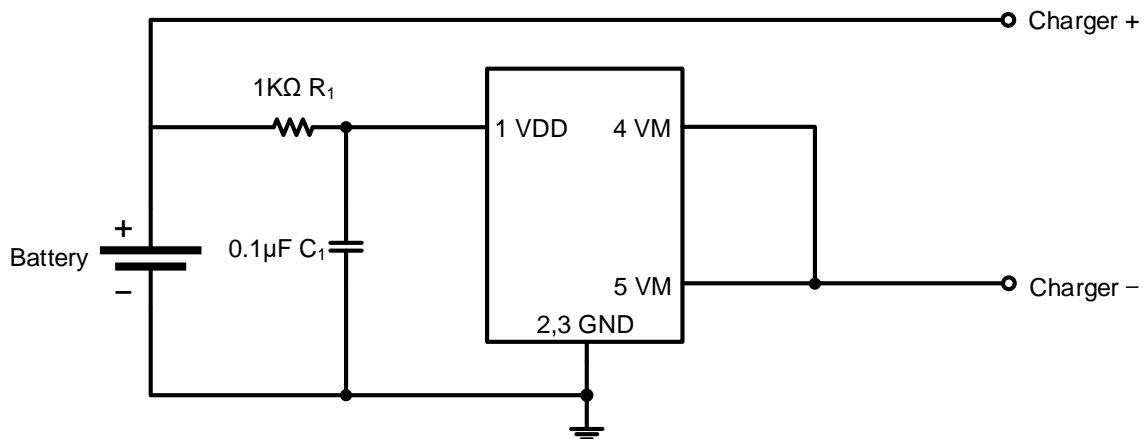 Charger +
1KΩ R1
1 VDD
4 VM
+
Battery
0.1µF C1
–
5 VM
Charger –
2,3 GND